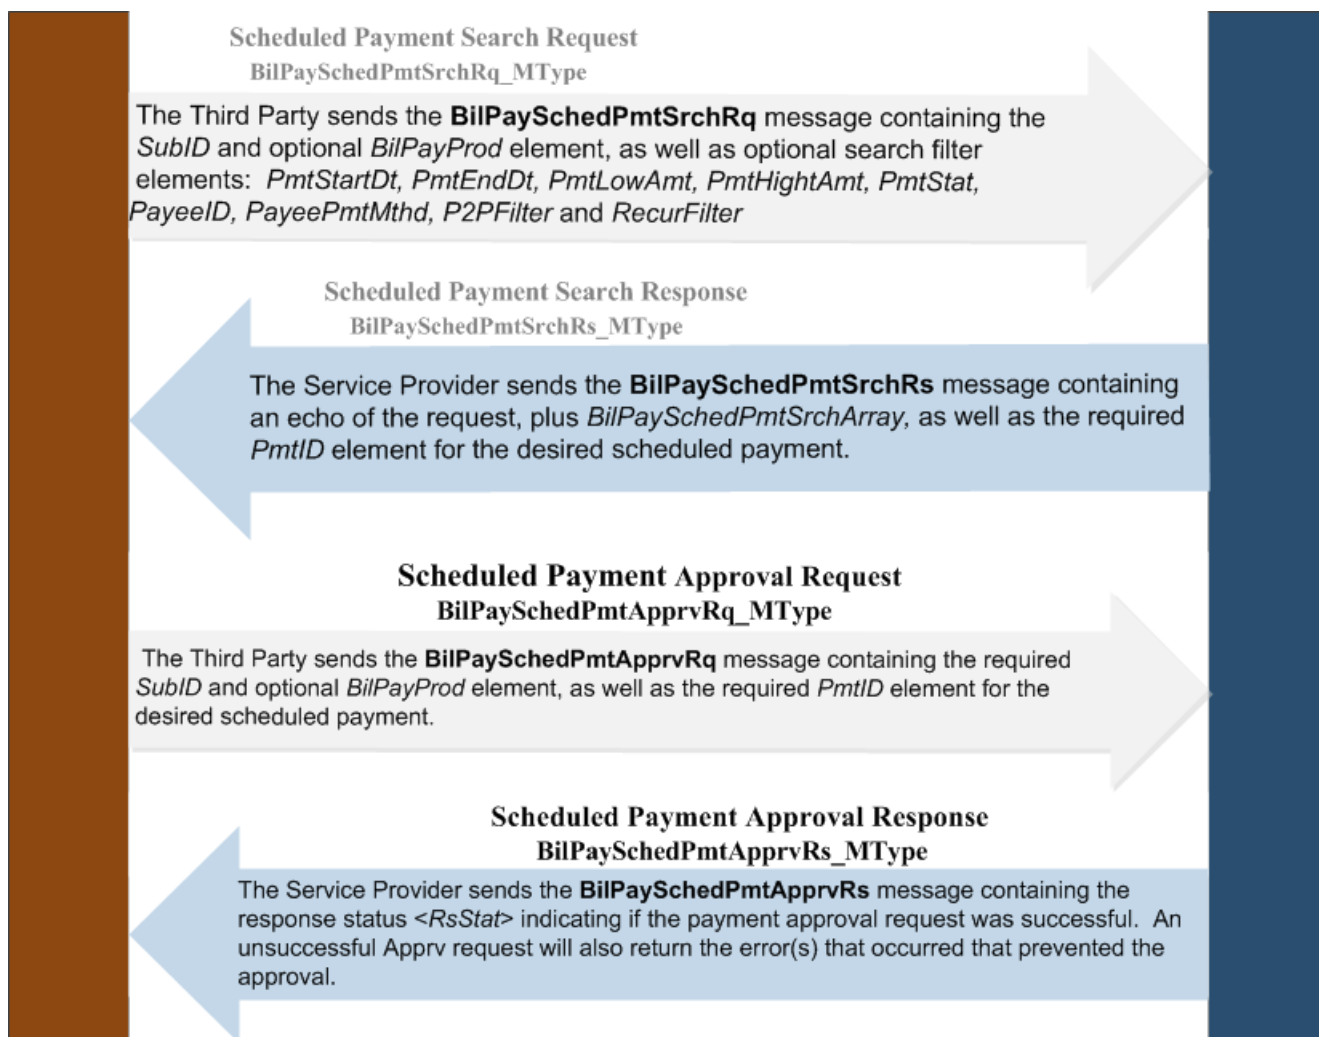 Scheduled Payment Search Request
BilPaySchedPmtSrchRq_MType
The Third Party sends the BilPaySchedPmtSrchRq message containing the
SubID and optional BilPayProd element, as well as optional search filter
elements: PmtStartDt, PmtEndDt, PmtLowAmt, PmtHightAmt, PmtStat,
PayeeID, PayeePmtMthd, P2PFilter and RecurFilter
Scheduled Payment Search Response
BilPaySchedPmtSrchRs_MType
The Service Provider sends the BilPaySchedPmtSrchRs message containing
an echo of the request, plus BilPaySchedPmtSrchArray, as well as the required
PmtID element for the desired scheduled payment.
Scheduled Payment Approval Request
BilPaySchedPmtApprvRq_MType
The Third Party sends the BilPaySchedPmtApprvRq message containing the required
SubID and optional BilPayProd element, as well as the required PmtID element for the
desired scheduled payment.
Scheduled Payment Approval Response
BilPaySchedPmtApprvRs_MType
The Service Provider sends the BilPaySchedPmtApprvRs message containing the
response status <RsStat> indicating if the payment approval request was successful. An
unsuccessful Apprv request will also return the error(s) that occurred that prevented the
approval.